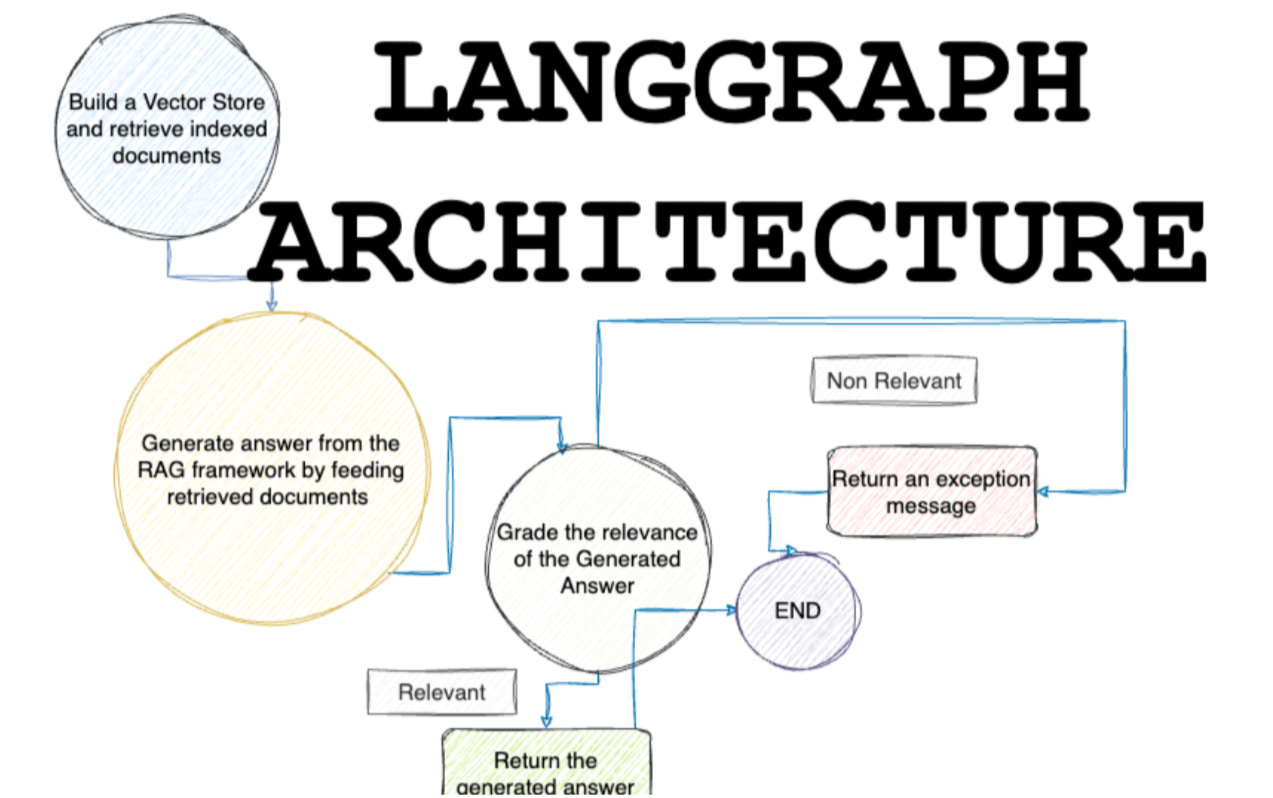 LANGGRAPH
ARCHITECTURE
Build a Vector Store
and retrieve indexed
documents
Generate answer from the
RAG framework by feeding
retrieved documents
Non Relevant
Return an exception
message
Grade the relevance
of the Generated
Answer
END
Relevant
Return the
generated answer